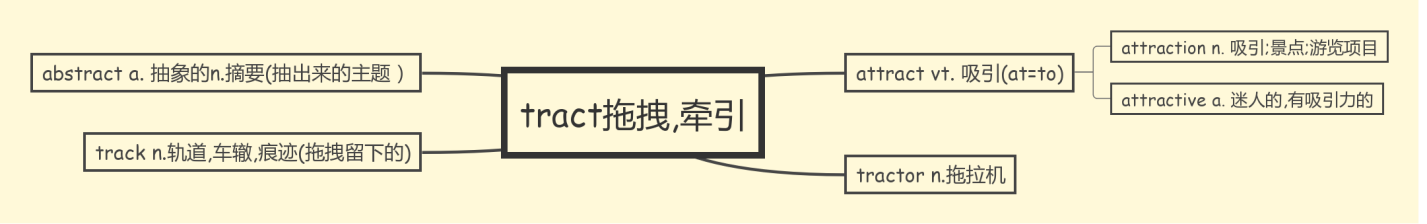 abstract a. 抽象的n.摘要(抽出来的主题 )
track n.轨道,车辙,痕迹(拖拽留下的)
tract拖拽,牵引
attract vt. 吸引(at=to)
attraction n. 吸引;景点;游览项目
attractive a. 迷人的,有吸引力的
tractor n.拖拉机